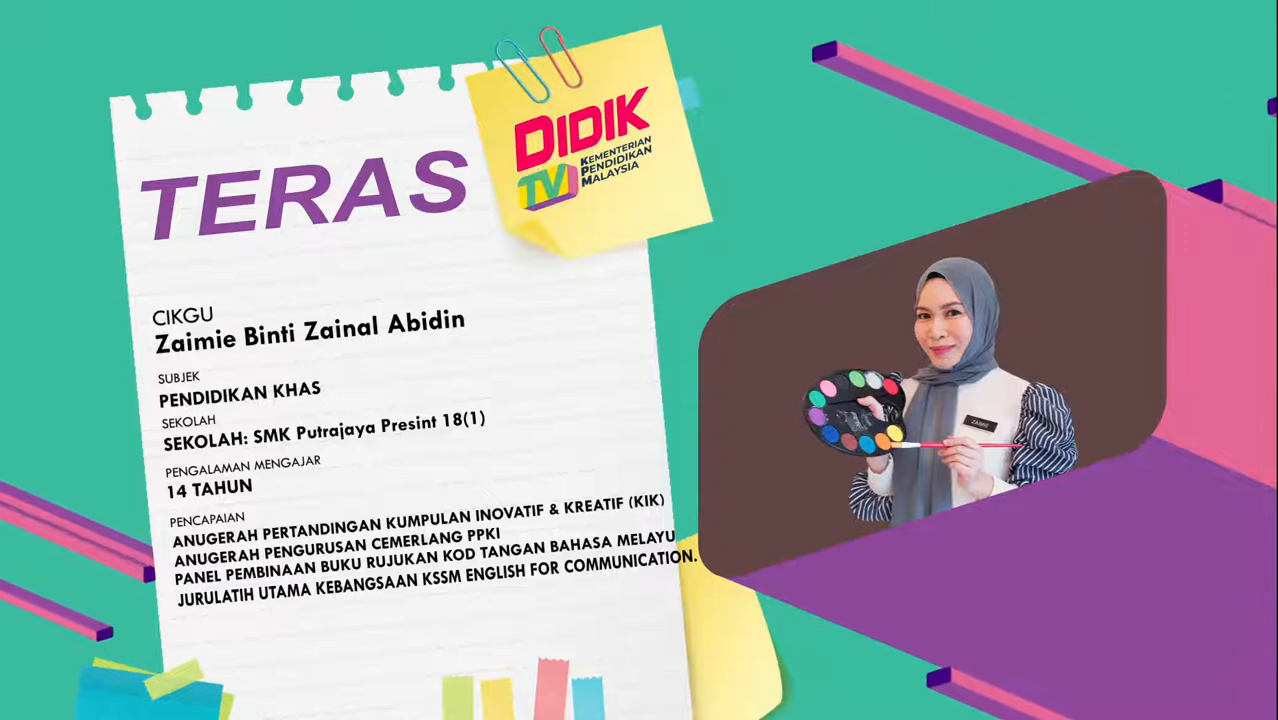 TERAS
DIDIK
TV
KEMENTERIAN
PENDIDIKAN
MALAYSIA
CIKGU
Zaimie Binti Zainal Abidin
SUBJEK
PENDIDIKAN KHAS
SEKOLAH
SEKOLAH: SMK Putrajaya Presint 18(1)
PENGALAMAN MENGAJAR
14 TAHUN
PENCAPAIAN
ANUGERAH PERTANDINGAN KUMPULAN INOVATIF & KREATIF (KIK)
ANUGERAH PENGURUSAN CEMERLANG PPKI
PANEL PEMBINAAN BUKU RUJUKAN KOD TANGAN BAHASA MELAYU
JURULATIH UTAMA KEBANGSAAN KSSM ENGLISH FOR COMMUNICATION.
ZAIMIE